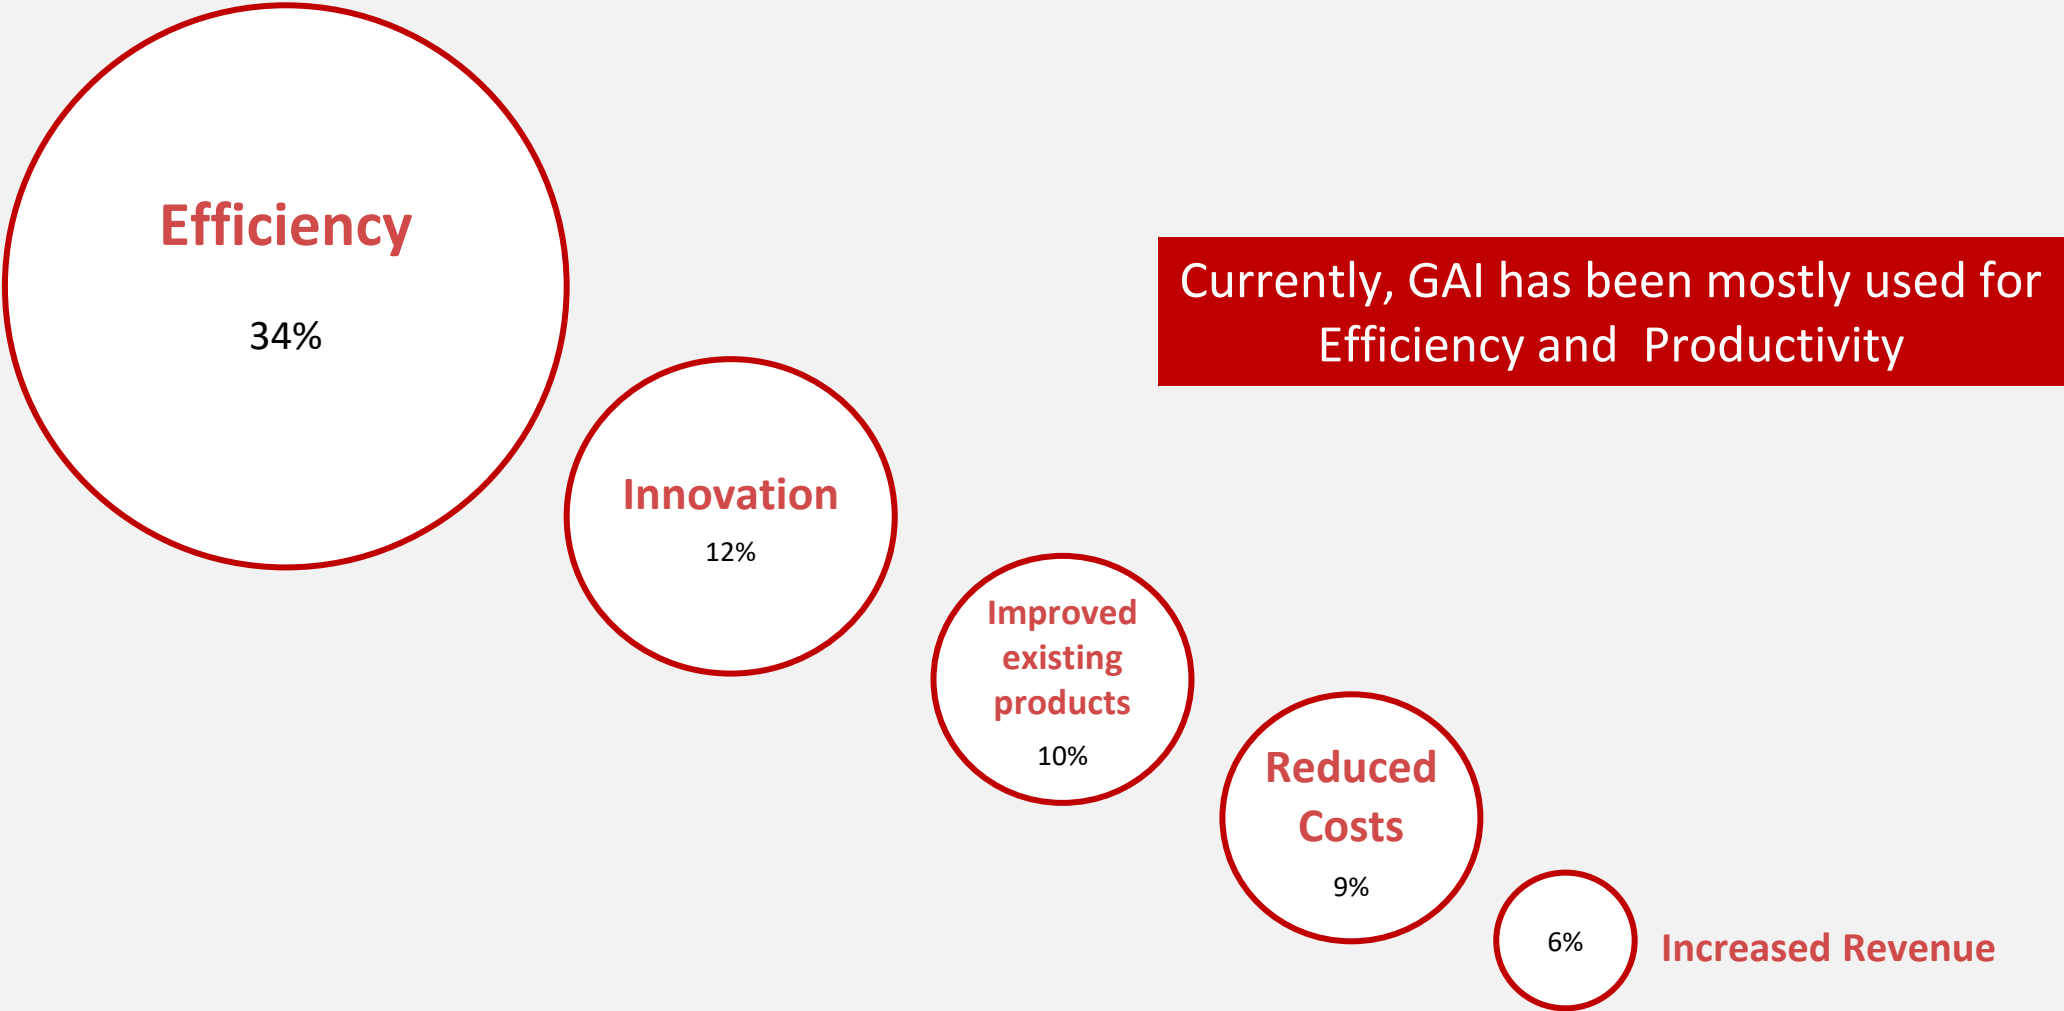 Efficiency
34%
Currently, GAI has been mostly used for
Efficiency and  Productivity
Innovation
12%
Improved
existing
products
10%
Reduced
Costs
9%
6%
Increased Revenue